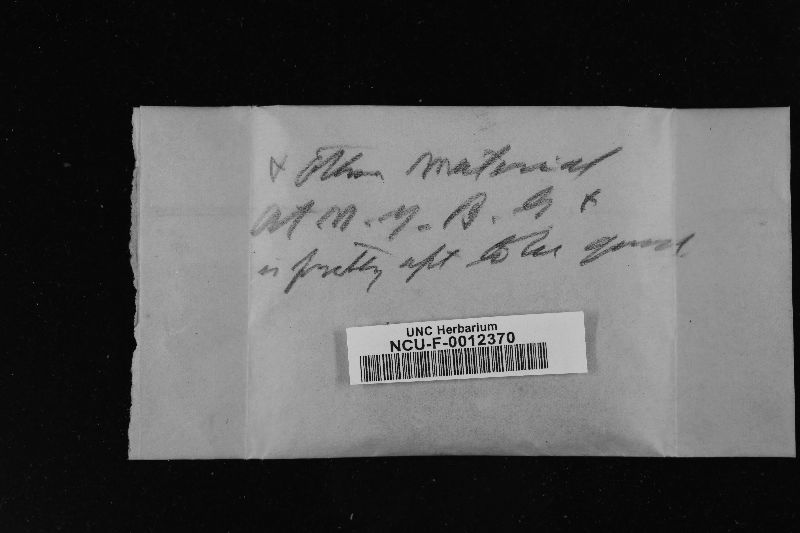 x Other material
at N. Y. B. G x
is pretty apt to be good
UNC Herbarium
NCU-F-0012370